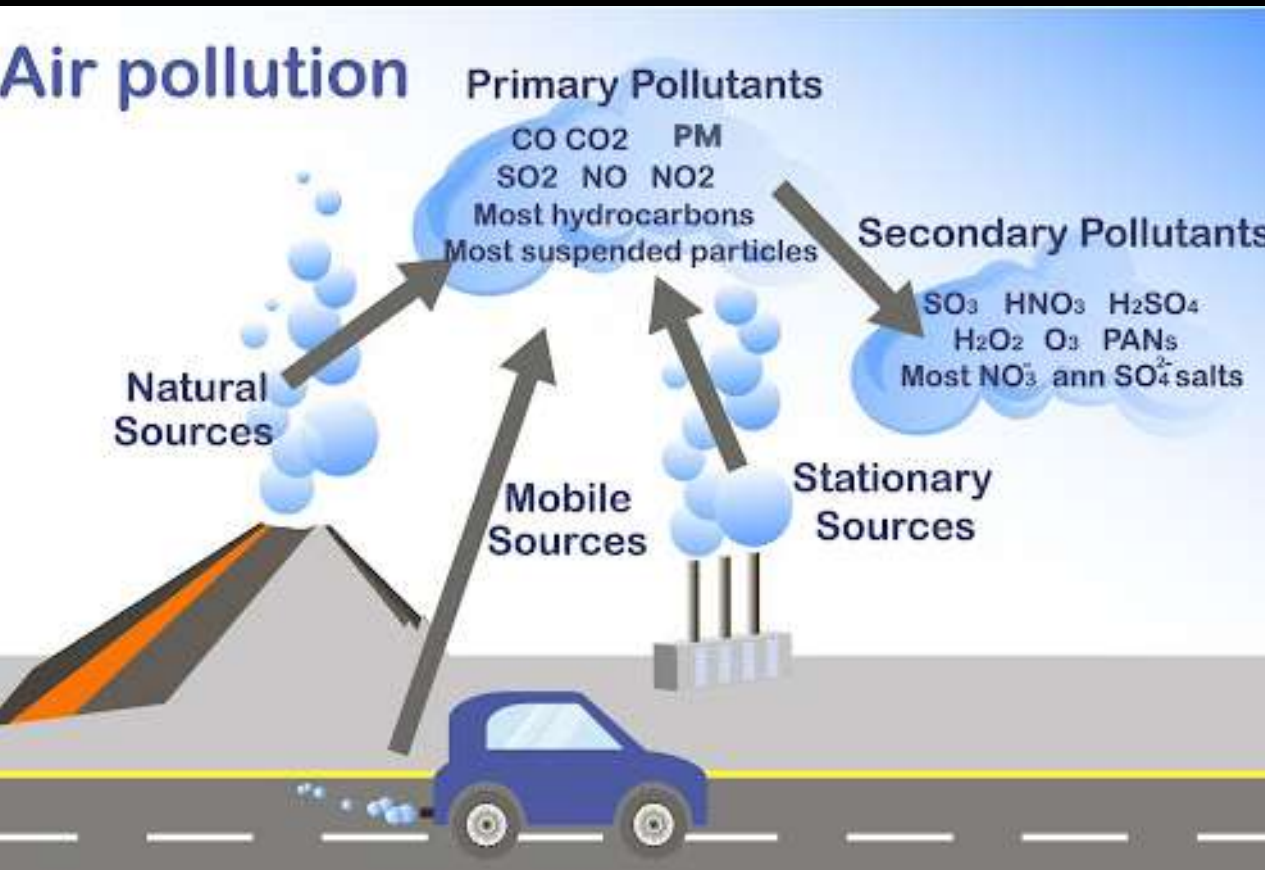 Air pollution
Primary Pollutants
CO CO2 PM
SO2 NO NO2
Most hydrocarbons
Most suspended particles
Secondary Pollutants
SO₃ HNO₃ H₂SO₄
H₂O₂ O₃ PANs
Most NO₃⁻ ann SO₄²⁻ salts
Natural
Sources
Mobile
Sources
Stationary
Sources